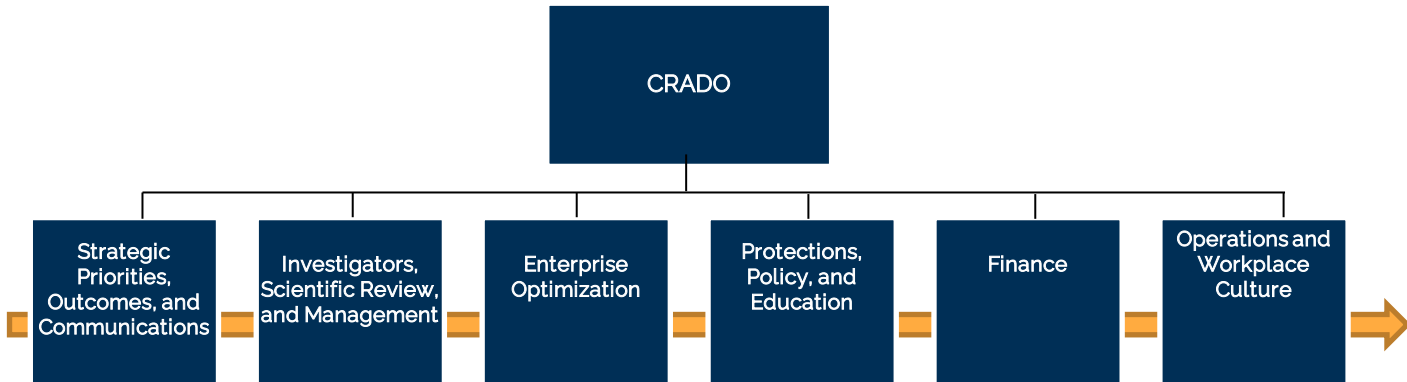 CRADO
Strategic
Priorities,
Outcomes, and
Communications
Investigators,
Scientific Review,
and Management
Enterprise
Optimization
Protections,
Policy, and
Education
Finance
Operations and
Workplace
Culture